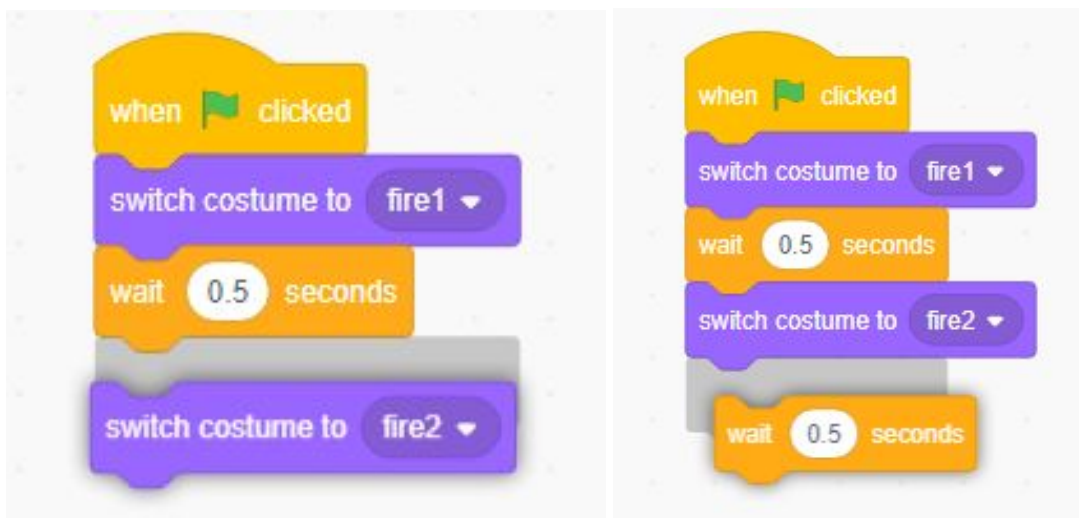 when clicked
switch costume to fire1
wait 0.5 seconds
switch costume to fire2
when clicked
switch costume to fire1
wait 0.5 seconds
switch costume to fire2
wait 0.5 seconds